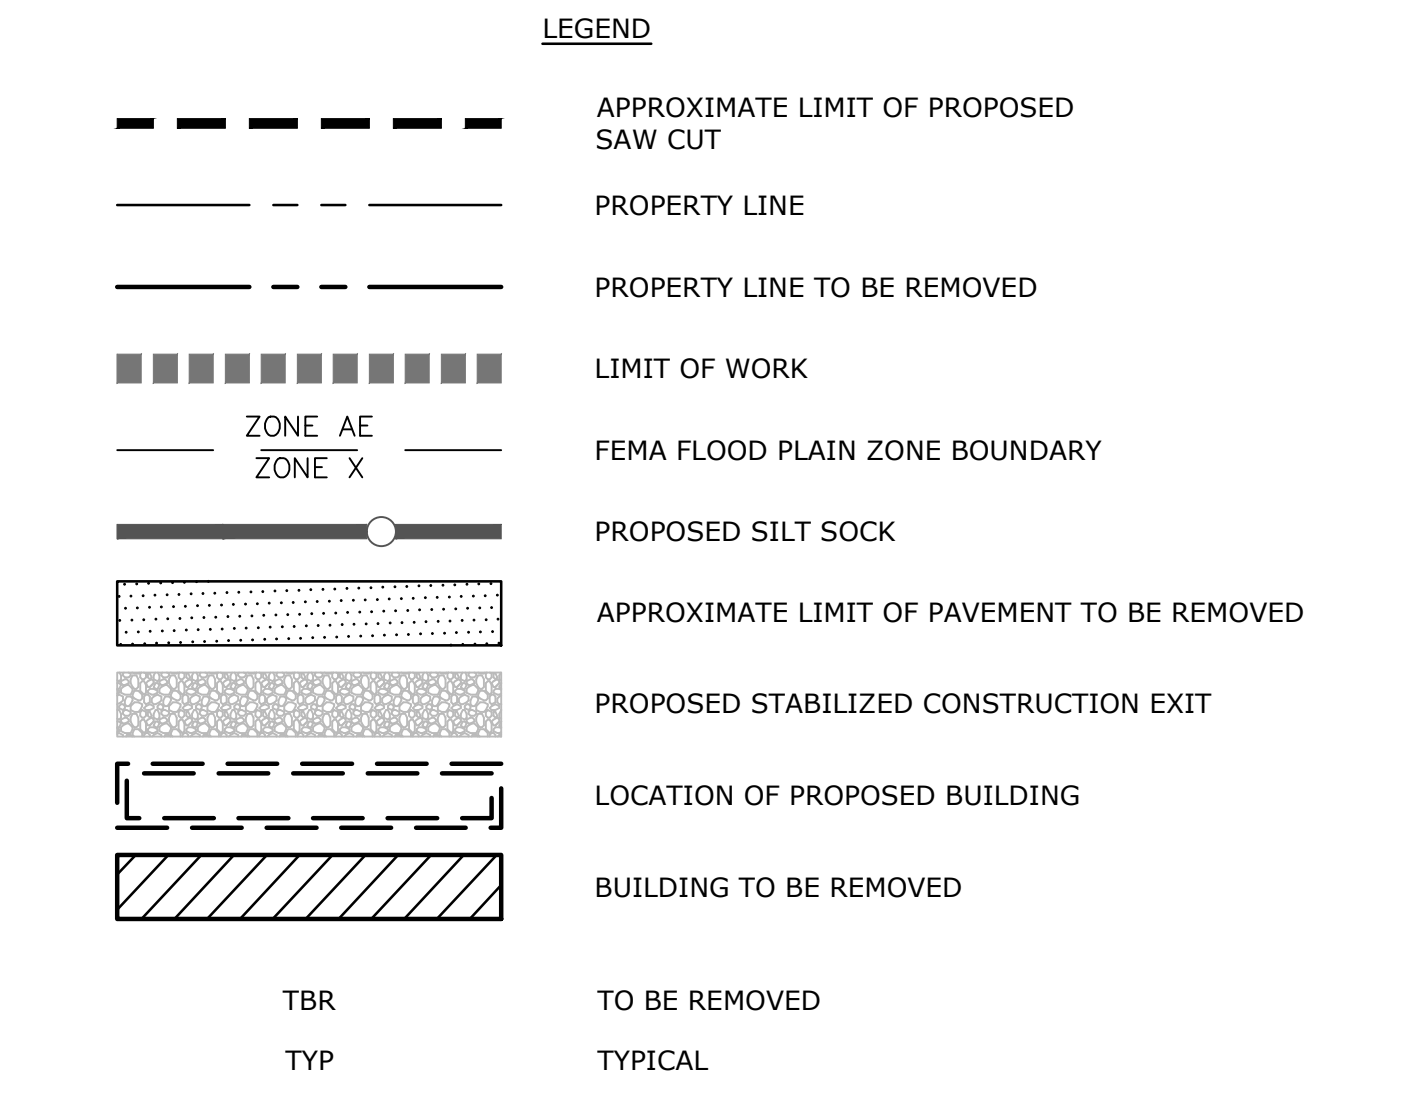 LEGEND
APPROXIMATE LIMIT OF PROPOSED
SAW CUT
PROPERTY LINE
PROPERTY LINE TO BE REMOVED
LIMIT OF WORK
ZONE AE
ZONE X
FEMA FLOOD PLAIN ZONE BOUNDARY
PROPOSED SILT SOCK
APPROXIMATE LIMIT OF PAVEMENT TO BE REMOVED
PROPOSED STABILIZED CONSTRUCTION EXIT
LOCATION OF PROPOSED BUILDING
BUILDING TO BE REMOVED
TBR TO BE REMOVED
TYP TYPICAL